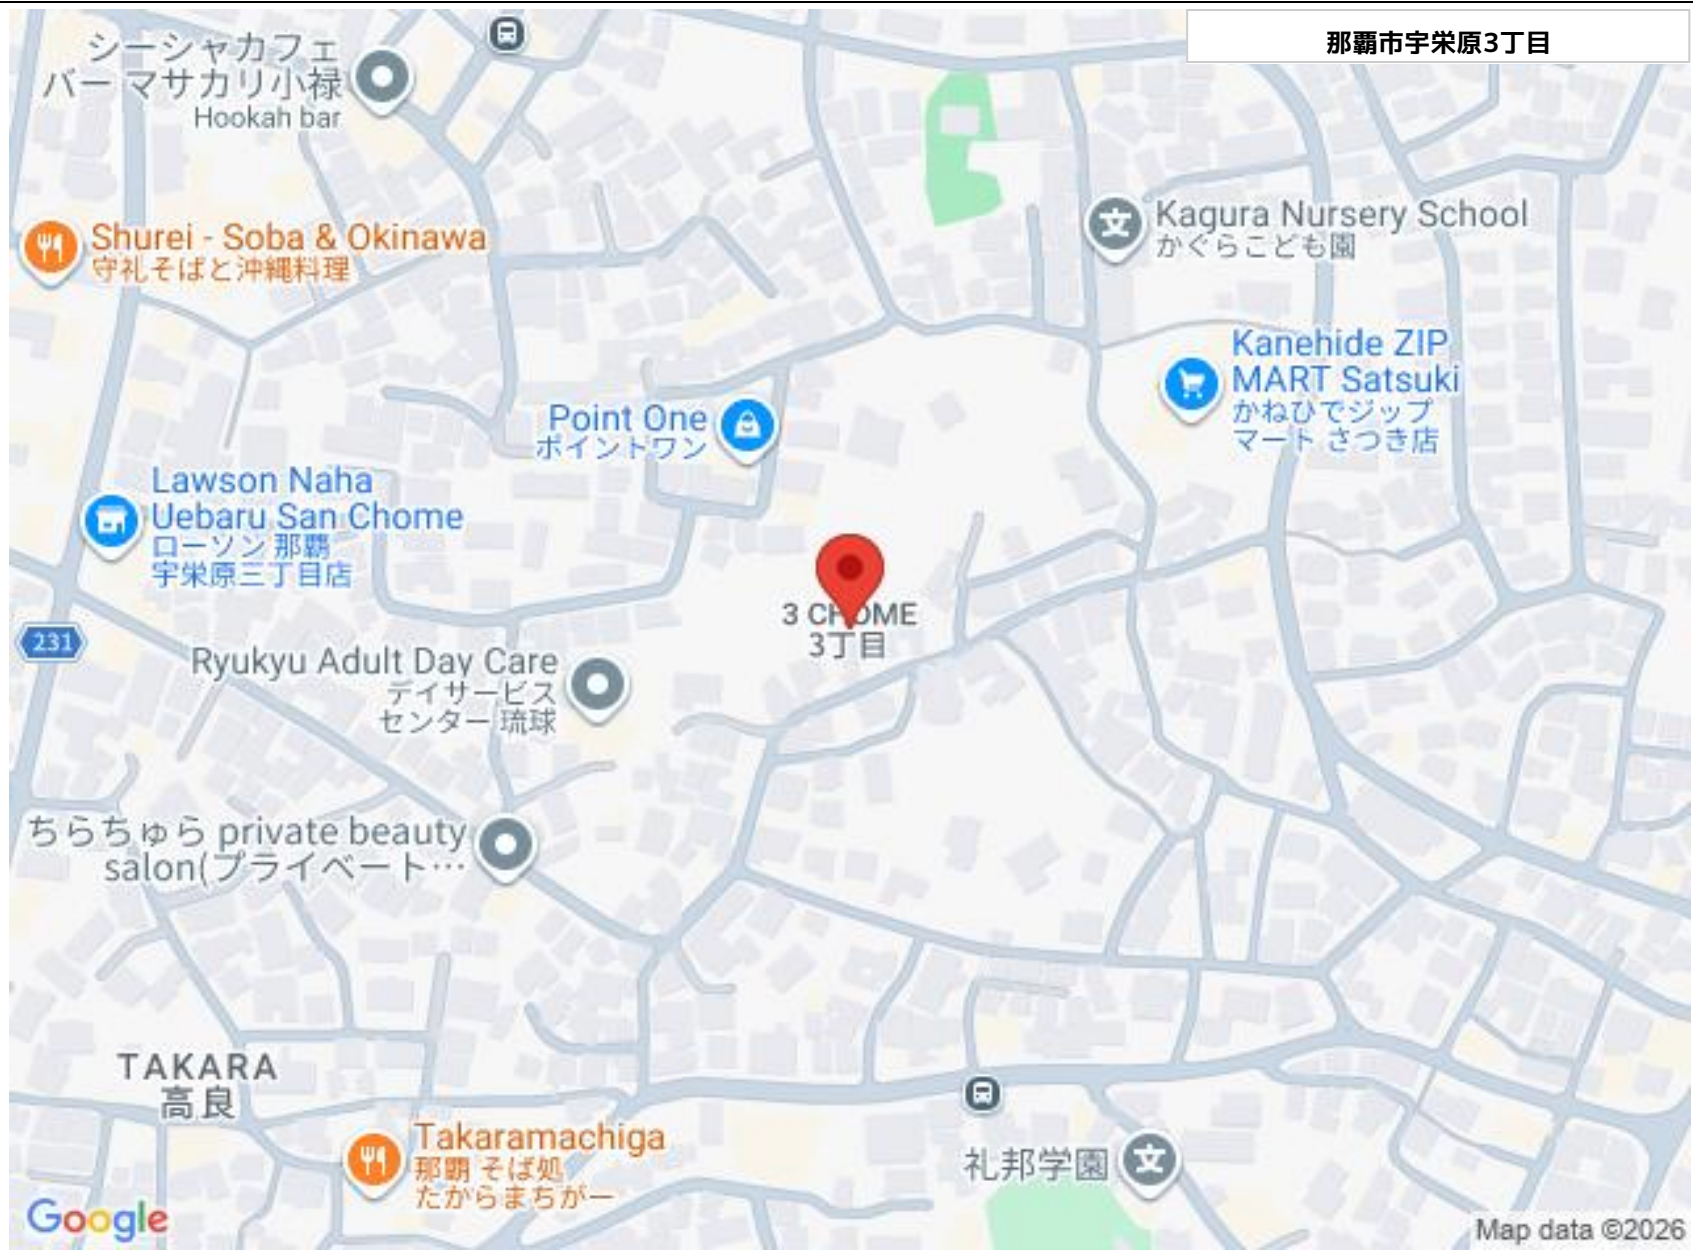 那覇市宇栄原3丁目
シーシャカフェ
バー マサカリ小禄
Hookah bar
Shurei - Soba & Okinawa
守礼そばと沖縄料理
Kagura Nursery School
かぐらこども園
Kanehide ZIP
MART Satsuki
かねひでジップ
マート さつき店
Point One
ポイントワン
Lawson Naha
Uebaru San Chome
ローソン 那覇
宇栄原三丁目店
3 CHOME
3丁目
231
Ryukyu Adult Day Care
デイサービス
センター 琉球
ちらちゅら private beauty
salon(プライベート…
TAKARA
高良
Takaramachiga
那覇 そば処
たからまちがー
礼邦学園
Google
Map data ©2026